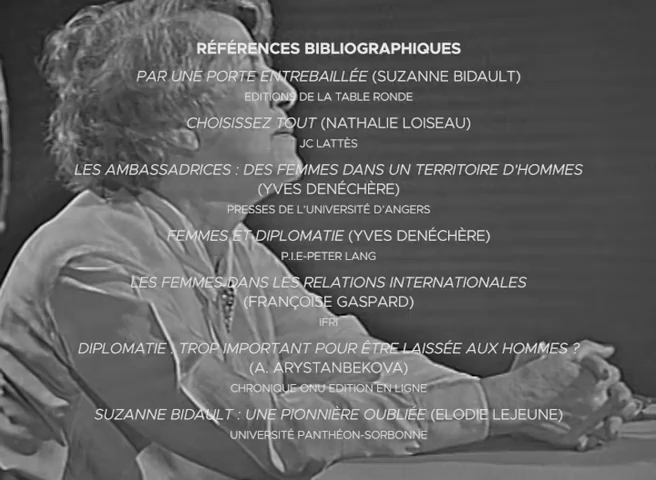 RÉFÉRENCES BIBLIOGRAPHIQUES
PAR UNE PORTE ENTREBAILLÉE (SUZANNE BIDAULT)
EDITIONS DE LA TABLE RONDE
CHOISISSEZ TOUT (NATHALIE LOISEAU)
JC LATTÈS
LES AMBASSADRICES : DES FEMMES DANS UN TERRITOIRE D'HOMMES
(YVES DENÉCHÈRE)
PRESSES DE L'UNIVERSITÉ D'ANGERS
FEMMES ET DIPLOMATIE (YVES DENÉCHÈRE)
P.I.E-PETER LANG
LES FEMMES DANS LES RELATIONS INTERNATIONALES
(FRANÇOISE GASPARD)
IFRI
DIPLOMATIE : TROP IMPORTANT POUR ÊTRE LAISSÉE AUX HOMMES ?
(A. ARYSTANBEKOVA)
CHRONIQUE ONU EDITION EN LIGNE
SUZANNE BIDAULT : UNE PIONNIÈRE OUBLIÉE (ELODIE LEJEUNE)
UNIVERSITÉ PANTHÉON-SORBONNE